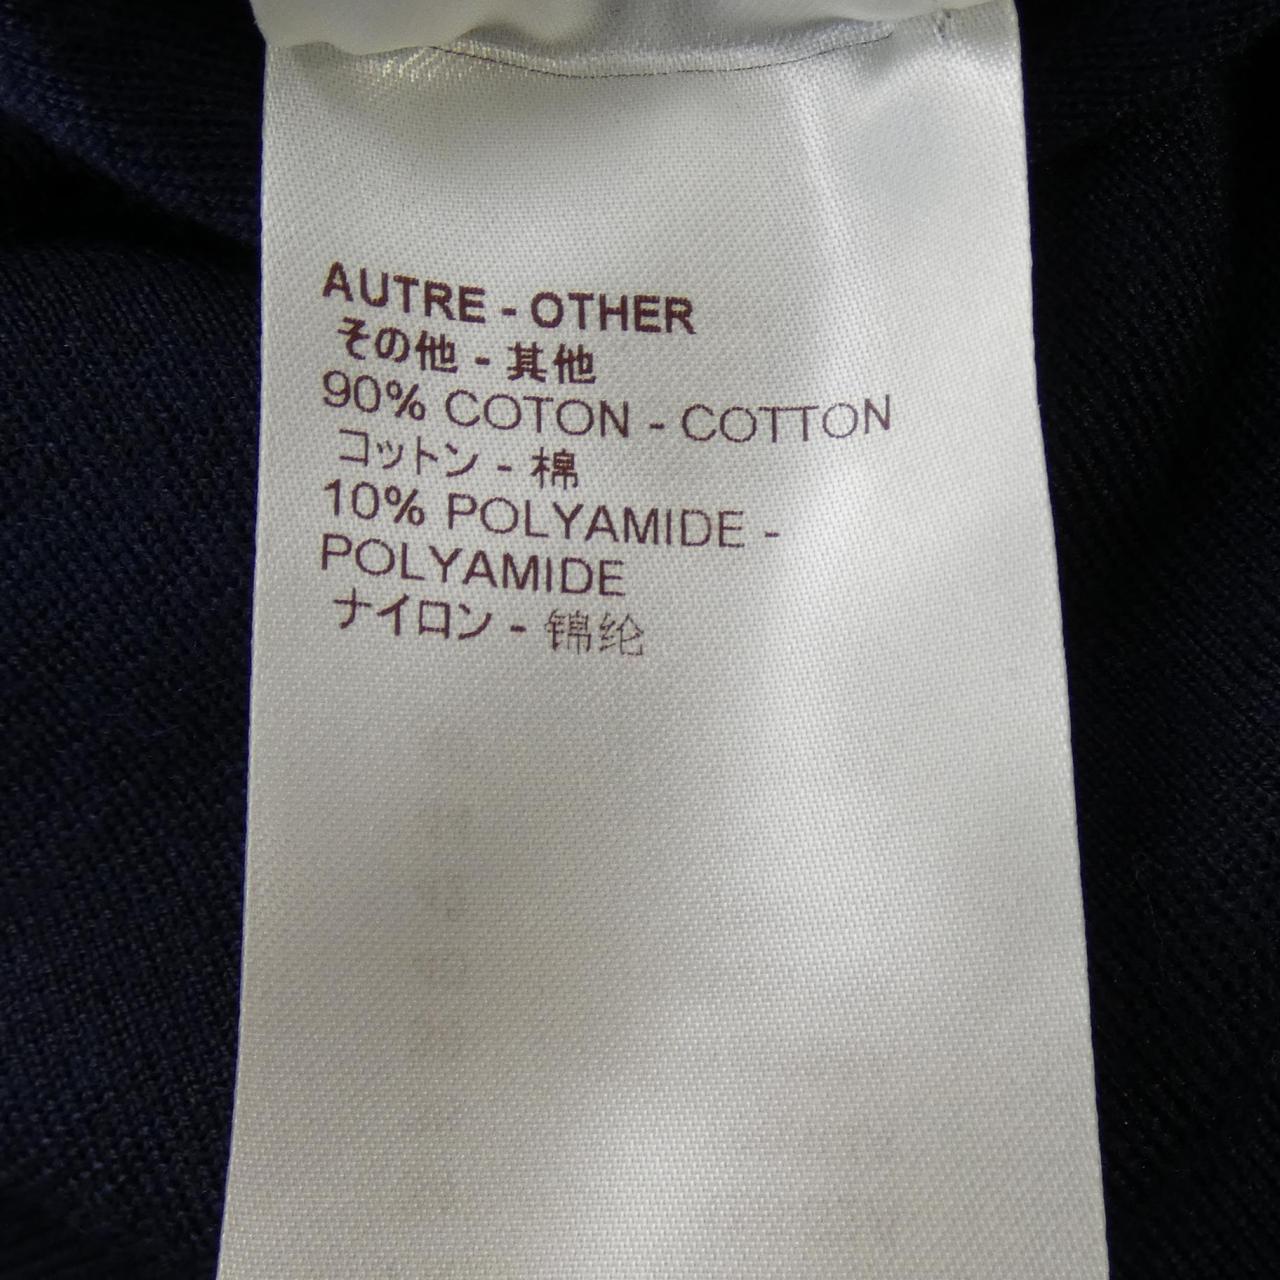 AUTRE - OTHER
その他 - 其他
90% COTON - COTTON
コットン - 棉
10% POLYAMIDE -
POLYAMIDE
ナイロン - 锦纶